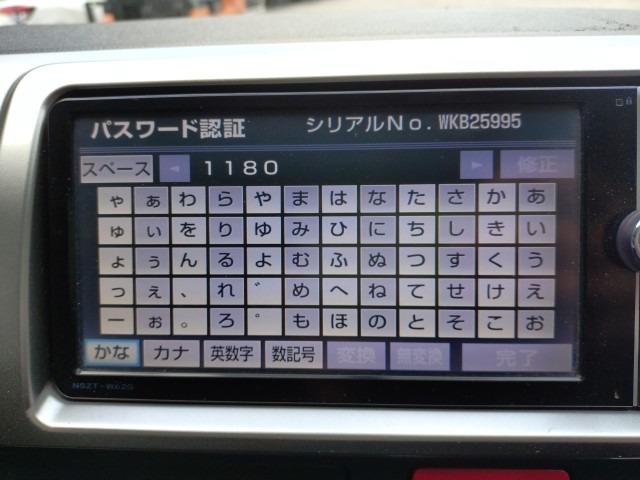 パスワード認証 シリアルNo. WKB25995
スペース ◄ 1180 ► 修正
ゃ ぁ わ ら や ま は な た さ か あ
ゅ ぃ を り ゆ み ひ に ち し き い
ょ ぅ ん る よ む ふ ぬ つ す く う
っ ぇ 、 れ ゛ め へ ね て せ け え
ー ぉ 。 ろ ゜ も ほ の と そ こ お
かな カナ 英数字 数記号 変換 無変換 完了
NSZT-W62G